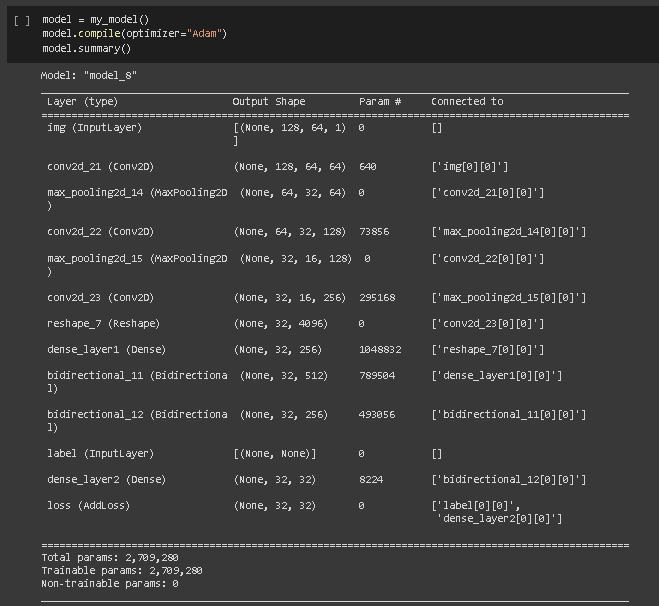 [ ] model = my_model()
model.compile(optimizer="Adam")
model.summary()
Model: "model_8"
Layer (type) Output Shape Param # Connected to
img (InputLayer) [(None, 128, 64, 1) 0 []
]
conv2d_21 (Conv2D) (None, 128, 64, 64) 640 ['img[0][0]']
max_pooling2d_14 (MaxPooling2D (None, 64, 32, 64) 0 ['conv2d_21[0][0]']
)
conv2d_22 (Conv2D) (None, 64, 32, 128) 73856 ['max_pooling2d_14[0][0]']
max_pooling2d_15 (MaxPooling2D (None, 32, 16, 128) 0 ['conv2d_22[0][0]']
)
conv2d_23 (Conv2D) (None, 32, 16, 256) 295168 ['max_pooling2d_15[0][0]']
reshape_7 (Reshape) (None, 32, 4096) 0 ['conv2d_23[0][0]']
dense_layer1 (Dense) (None, 32, 256) 1048832 ['reshape_7[0][0]']
bidirectional_11 (Bidirectiona (None, 32, 512) 789504 ['dense_layer1[0][0]']
l)
bidirectional_12 (Bidirectiona (None, 32, 256) 493056 ['bidirectional_11[0][0]']
l)
label (InputLayer) [(None, None)] 0 []
dense_layer2 (Dense) (None, 32, 32) 8224 ['bidirectional_12[0][0]']
loss (AddLoss) (None, 32, 32) 0 ['label[0][0]',
'dense_layer2[0][0]']
Total params: 2,709,280
Trainable params: 2,709,280
Non-trainable params: 0